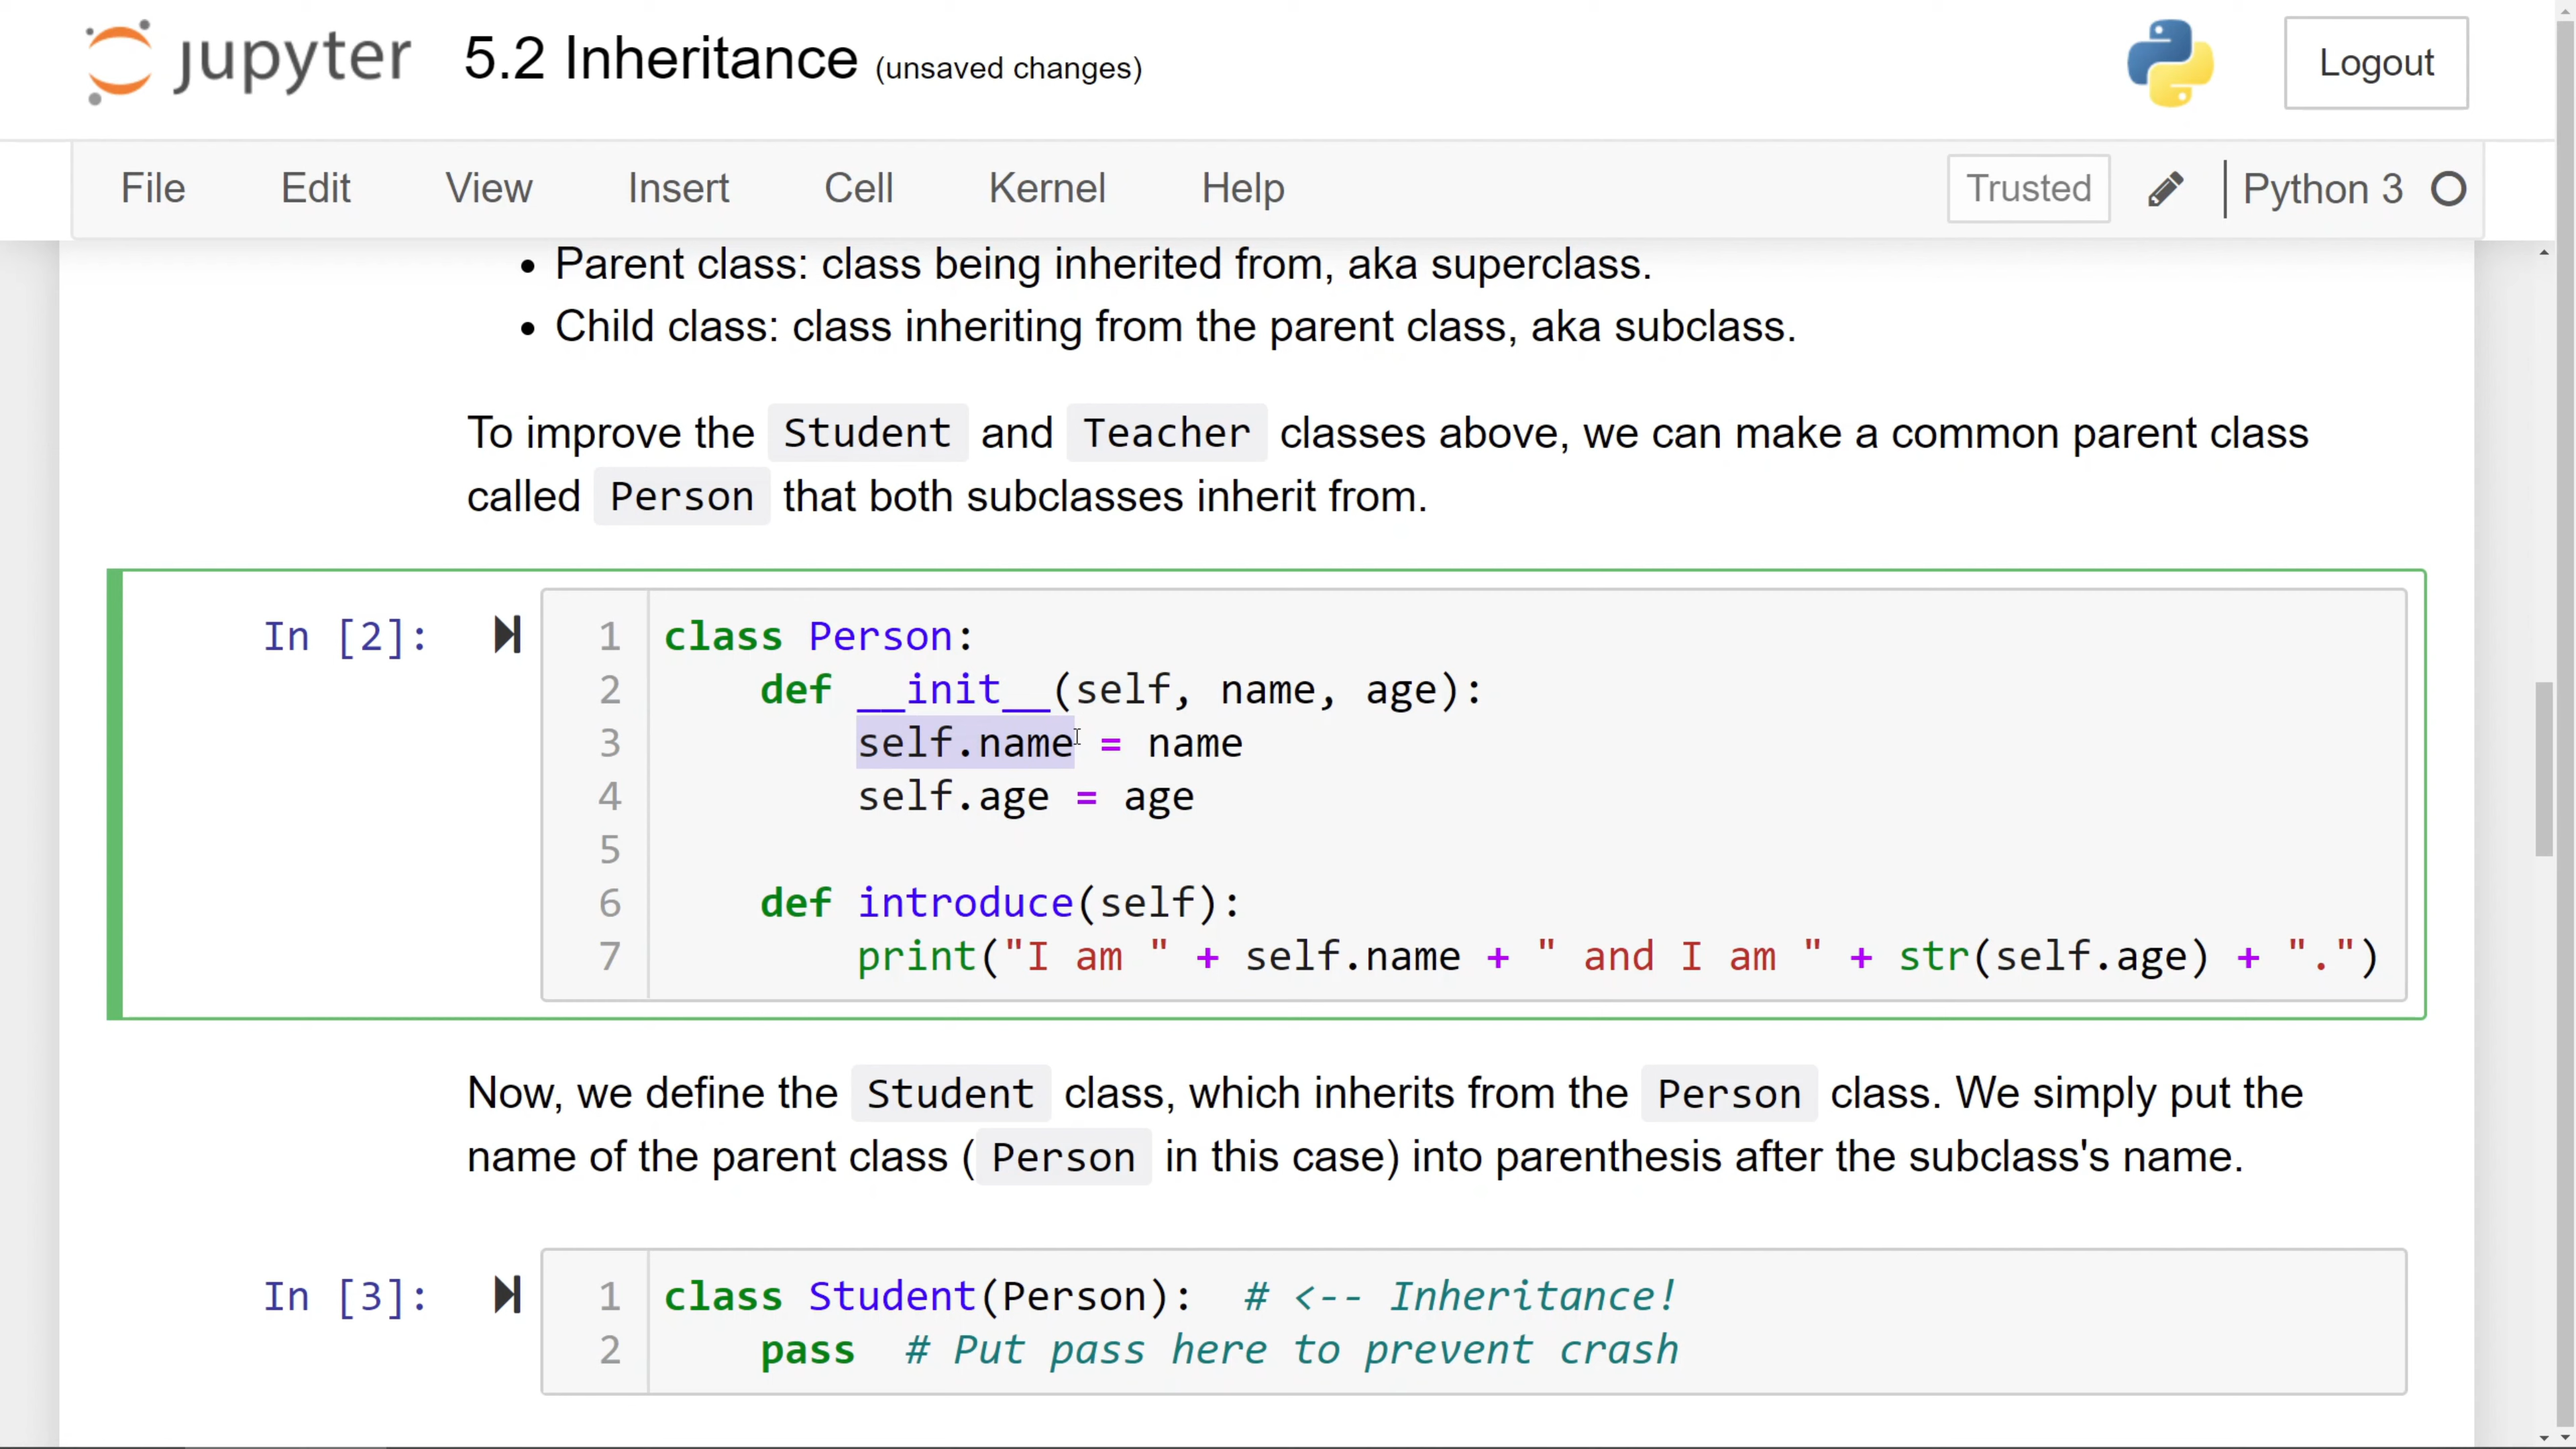 jupyter 5.2 Inheritance (unsaved changes) Logout
File Edit View Insert Cell Kernel Help Trusted Python 3
• Parent class: class being inherited from, aka superclass.
• Child class: class inheriting from the parent class, aka subclass.
To improve the Student and Teacher classes above, we can make a common parent class
called Person that both subclasses inherit from.
In [2]:
1 class Person:
2     def __init__(self, name, age):
3         self.name = name
4         self.age = age
5
6     def introduce(self):
7         print("I am " + self.name + " and I am " + str(self.age) + ".")
Now, we define the Student class, which inherits from the Person class. We simply put the
name of the parent class ( Person in this case) into parenthesis after the subclass's name.
In [3]:
1 class Student(Person):  # <-- Inheritance!
2     pass  # Put pass here to prevent crash